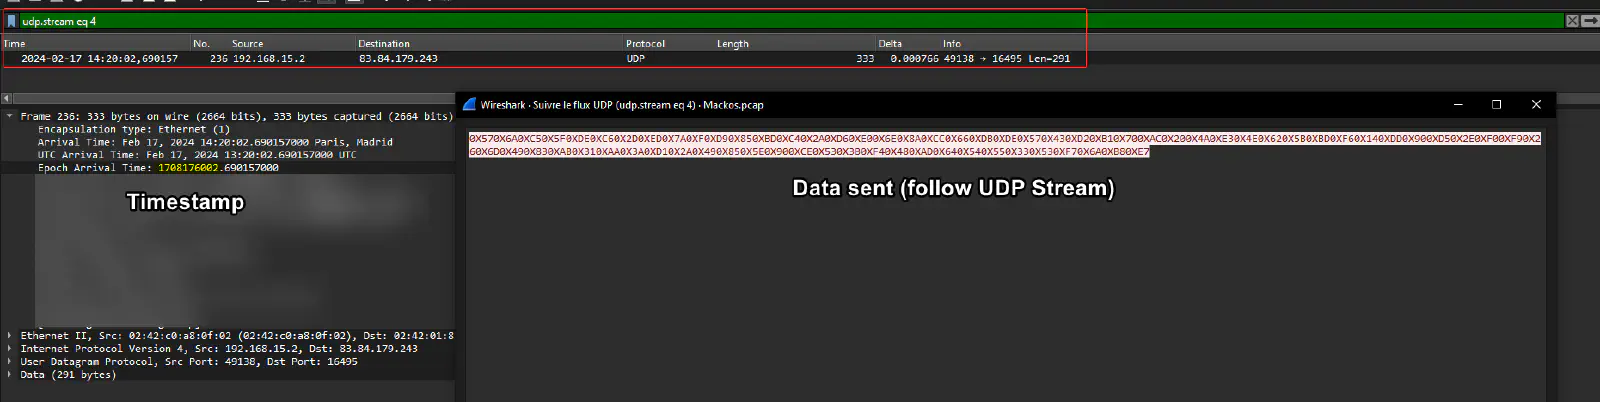 udp.stream eq 4
Time No. Source Destination Protocol Length Delta Info
2024-02-17 14:20:02,690157 236 192.168.15.2 83.84.179.243 UDP 333 0.000766 49138 → 16495 Len=291
Wireshark · Suivre le flux UDP (udp.stream eq 4) · Mackos.pcap
Frame 236: 333 bytes on wire (2664 bits), 333 bytes captured (2664 bits)
Encapsulation type: Ethernet (1)
Arrival Time: Feb 17, 2024 14:20:02.690157000 Paris, Madrid
UTC Arrival Time: Feb 17, 2024 13:20:02.690157000 UTC
Epoch Arrival Time: 1708176002.690157000
0X570X6A0XC50X5F0XDE0XC60X2D0XED0X7A0XF0XD90X850XBD0XC40X2A0XD60XE00X6E0X8A0XCC0X660XDB0XDE0X570X430XD20XB10X700XAC0X200X4A0XE30X4E0X620X5B0XBD0XF60X140XDD0X900XD50X2E0XF00XF90X2
60X6D0X490X830XAB0X310XAA0X3A0XD10X2A0X490X850X5E0X900XCE0X530X3B0XF40X480XAD0X640X540X550X330X530XF70X6A0XB80XE7
Timestamp
Data sent (follow UDP Stream)
Ethernet II, Src: 02:42:c0:a8:0f:02 (02:42:c0:a8:0f:02), Dst: 02:42:01:8
Internet Protocol Version 4, Src: 192.168.15.2, Dst: 83.84.179.243
User Datagram Protocol, Src Port: 49138, Dst Port: 16495
Data (291 bytes)